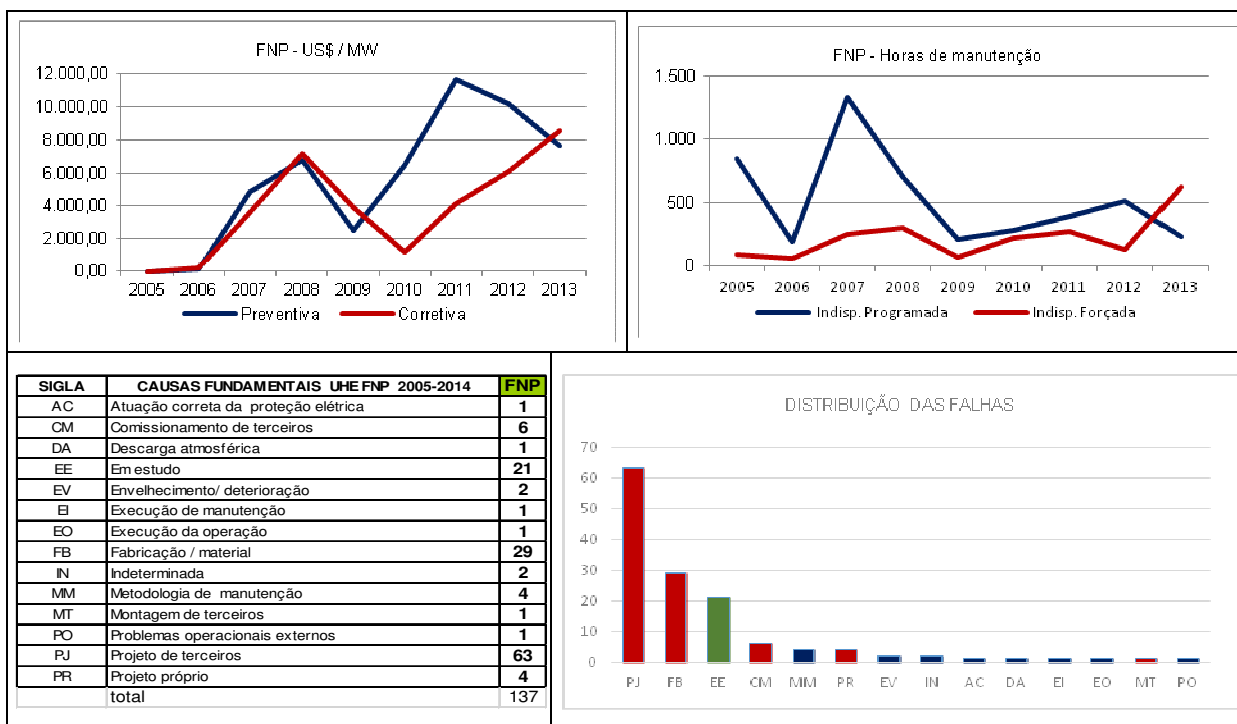 FNP - US$ / MW
12.000,00
10.000,00
8.000,00
6.000,00
4.000,00
2.000,00
0,00
2005 2006 2007 2008 2009 2010 2011 2012 2013
Preventiva Corretiva
FNP - Horas de manutenção
1.500
1.000
500
0
2005 2006 2007 2008 2009 2010 2011 2012 2013
Indisp. Programada Indisp. Forçada
SIGLA CAUSAS FUNDAMENTAIS UHE FNP 2005-2014 FNP
AC Atuação correta da proteção elétrica 1
CM Comissionamento de terceiros 6
DA Descarga atmosférica 1
EE Em estudo 21
EV Envelhecimento/ deterioração 2
EI Execução de manutenção 1
EO Execução da operação 1
FB Fabricação / material 29
IN Indeterminada 2
MM Metodologia de manutenção 4
MT Montagem de terceiros 1
PO Problemas operacionais externos 1
PJ Projeto de terceiros 63
PR Projeto próprio 4
total 137
DISTRIBUIÇÃO DAS FALHAS
70
60
50
40
30
20
10
0
PJ FB EE CM MM PR EV IN AC DA EI EO MT PO